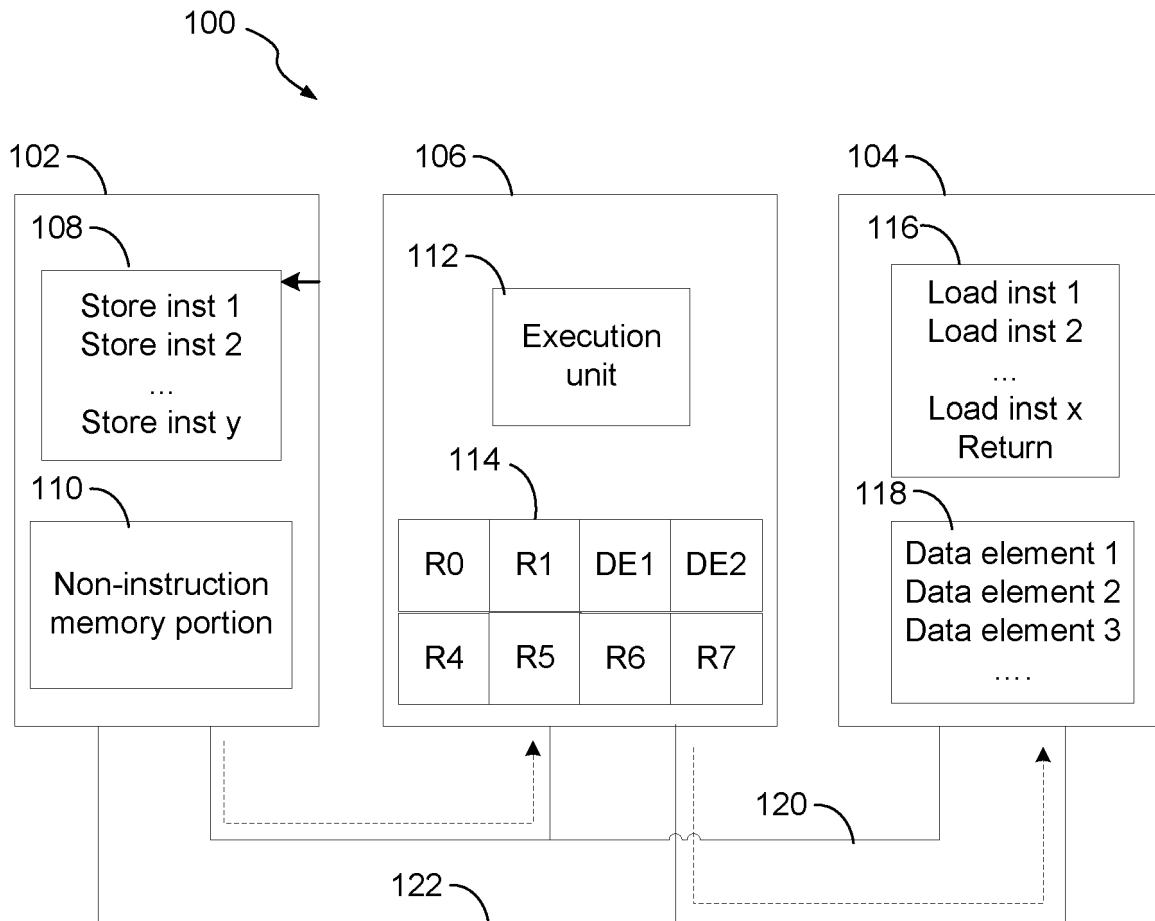 100
102
106
104
108
Store inst 1
Store inst 2
...
Store inst y
112
Execution
unit
116
Load inst 1
Load inst 2
...
Load inst x
Return
110
Non-instruction
memory portion
114
R0 R1 DE1 DE2
R4 R5 R6 R7
118
Data element 1
Data element 2
Data element 3
....
120
122